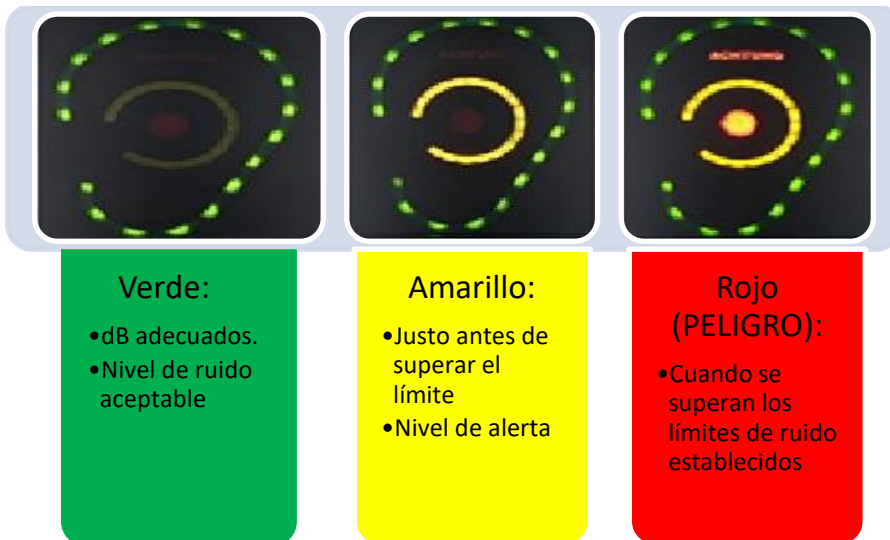 ACHTUNG
Verde:
•dB adecuados.
•Nivel de ruido
aceptable
Amarillo:
•Justo antes de
superar el
límite
•Nivel de alerta
Rojo
(PELIGRO):
•Cuando se
superan los
límites de ruido
establecidos